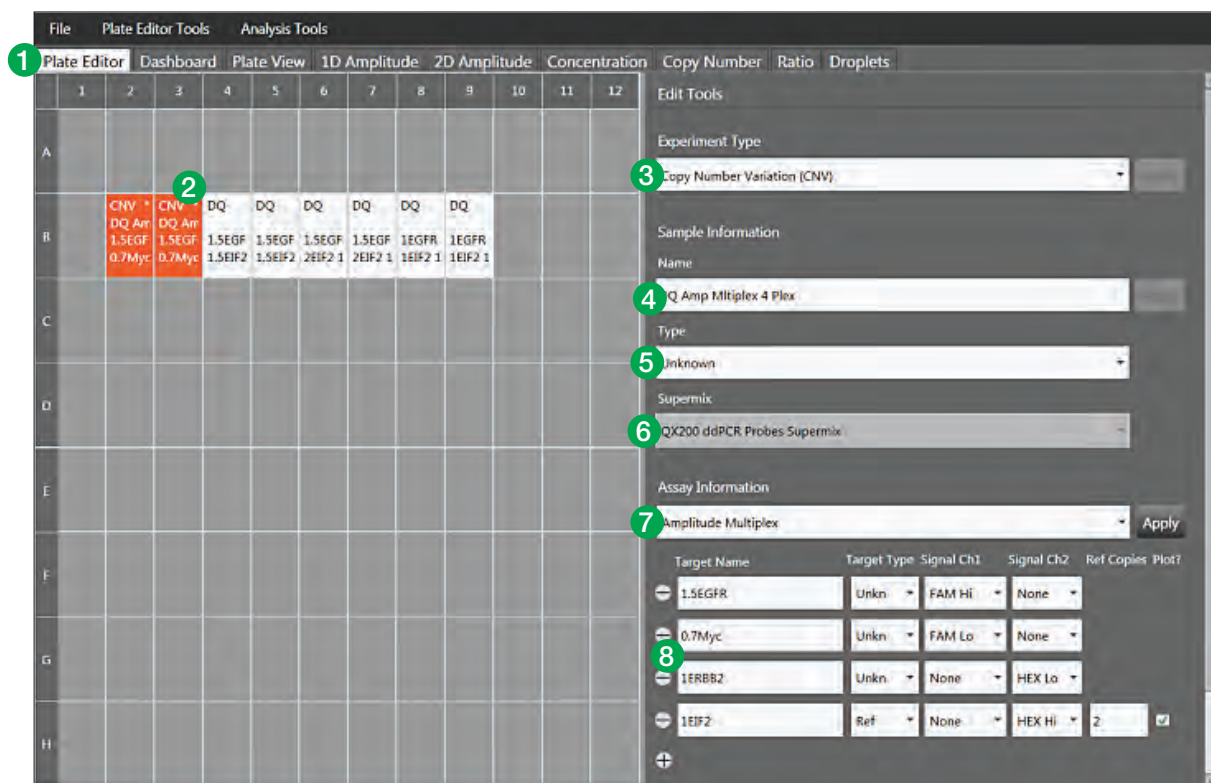 File Plate Editor Tools Analysis Tools
1 Plate Editor Dashboard Plate View 1D Amplitude 2D Amplitude Concentration Copy Number Ratio Droplets
1 2 3 4 5 6 7 8 9 10 11 12
Edit Tools
Experiment Type
3 Copy Number Variation (CNV)
A
2
CNV * CNV * DQ DQ DQ DQ DQ DQ
DQ Am DQ Am
1.5EGF 1.5EGF 1.5EGF 1.5EGF 1.5EGF 1.5EGF 1EGFR 1EGFR
0.7Myc 0.7Myc 1.5EIF2 1.5EIF2 2EIF2 1 2EIF2 1 1EIF2 1 1EIF2 1
B
Sample Information
Name
4 Q Amp Mltiplex 4 Plex
C
Type
5 Unknown
D
Supermix
6 QX200 ddPCR Probes Supermix
E
Assay Information
7 Amplitude Multiplex Apply
F
Target Name Target Type Signal Ch1 Signal Ch2 Ref Copies Plot?
1.5EGFR Unkn FAM Hi None
0.7Myc Unkn FAM Lo None
G
8
1ERBB2 Unkn None HEX Lo
1EIF2 Ref None HEX Hi 2
H